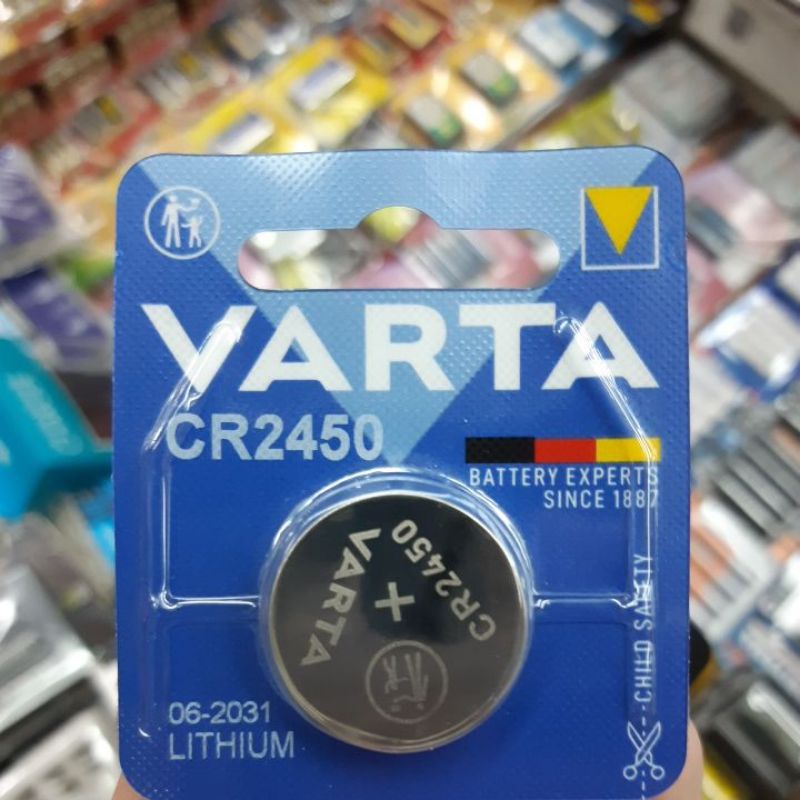 VARTA
CR2450
BATTERY EXPERTS
SINCE 1887
CR2450
VARTA
+
CHILD SAFETY
06-2031
LITHIUM